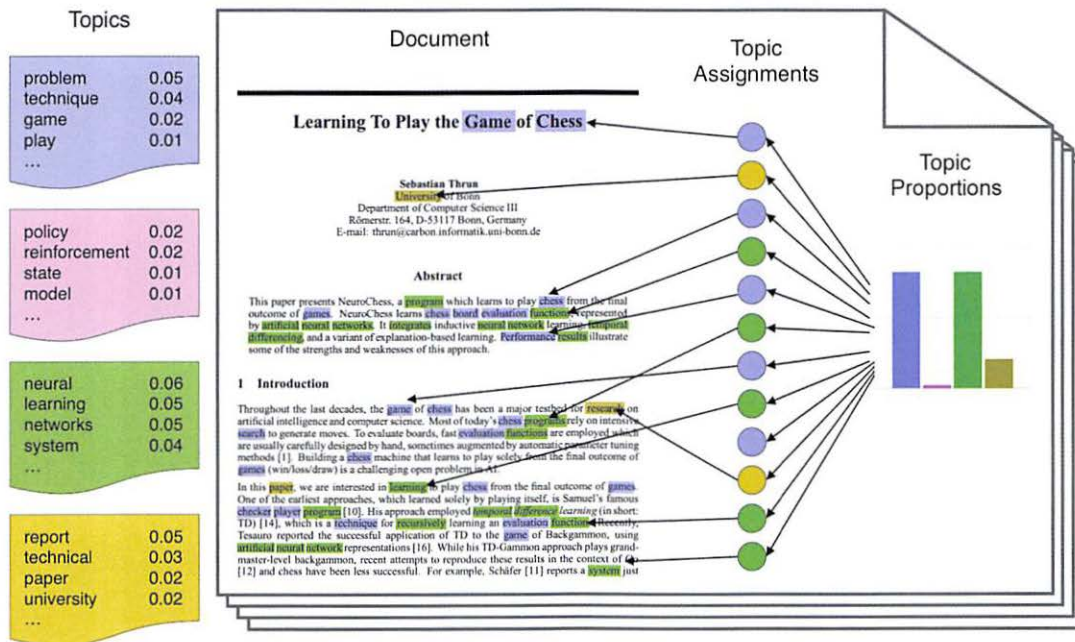 Topics
problem 0.05
technique 0.04
game 0.02
play 0.01
...
policy 0.02
reinforcement 0.02
state 0.01
model 0.01
...
neural 0.06
learning 0.05
networks 0.05
system 0.04
...
report 0.05
technical 0.03
paper 0.02
university 0.02
...
Document
Learning To Play the Game of Chess
Sebastian Thrun
University of Bonn
Department of Computer Science III
Römerstr. 164, D-53117 Bonn, Germany
E-mail: thrun@carbon.informatik.uni-bonn.de
Abstract
This paper presents NeuroChess, a program which learns to play chess from the final
outcome of games. NeuroChess learns chess board evaluation functions, represented
by artificial neural networks. It integrates inductive neural network learning, temporal
differencing, and a variant of explanation-based learning. Performance results illustrate
some of the strengths and weaknesses of this approach.
1 Introduction
Throughout the last decades, the game of chess has been a major testbed for research on
artificial intelligence and computer science. Most of today's chess programs rely on intensive
search to generate moves. To evaluate boards, fast evaluation functions are employed which
are usually carefully designed by hand, sometimes augmented by automatic parameter tuning
methods [1]. Building a chess machine that learns to play solely from the final outcome of
games (win/loss/draw) is a challenging open problem in AI.
In this paper, we are interested in learning to play chess from the final outcome of games.
One of the earliest approaches, which learned solely by playing itself, is Samuel's famous
checker player program [10]. His approach employed temporal difference learning (in short:
TD) [14], which is a technique for recursively learning an evaluation function. Recently,
Tesauro reported the successful application of TD to the game of Backgammon, using
artificial neural network representations [16]. While his TD-Gammon approach plays grand-
master-level backgammon, recent attempts to reproduce these results in the context of
[12] and chess have been less successful. For example, Schäfer [11] reports a system just
Topic
Assignments
Topic
Proportions